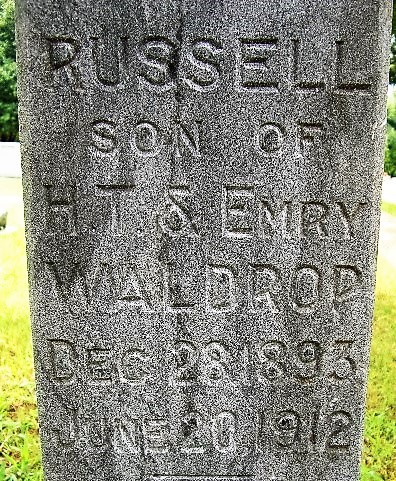 RUSSELL
SON OF
H.T & EMRY
WALDROP
DEC 28 1893
JUNE 20, 1912